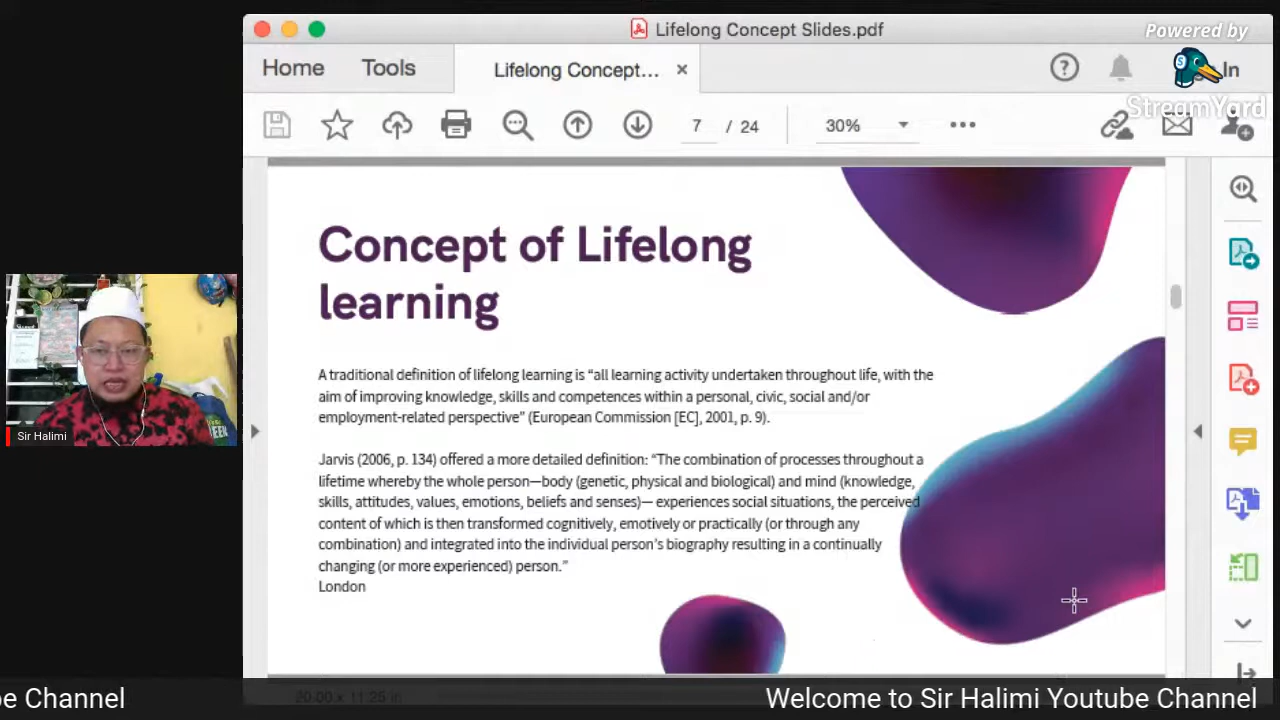 Lifelong Concept Slides.pdf
Powered by
Home
Tools
Lifelong Concept...
In
StreamYard
7 / 24
30%
Concept of Lifelong
learning
A traditional definition of lifelong learning is “all learning activity undertaken throughout life, with the
aim of improving knowledge, skills and competences within a personal, civic, social and/or
employment-related perspective” (European Commission [EC], 2001, p. 9).
Jarvis (2006, p. 134) offered a more detailed definition: “The combination of processes throughout a
lifetime whereby the whole person—body (genetic, physical and biological) and mind (knowledge,
skills, attitudes, values, emotions, beliefs and senses)— experiences social situations, the perceived
content of which is then transformed cognitively, emotively or practically (or through any
combination) and integrated into the individual person’s biography resulting in a continually
changing (or more experienced) person.”
London
Sir Halimi
20.00 x 11.25 in
be Channel
Welcome to Sir Halimi Youtube Channel